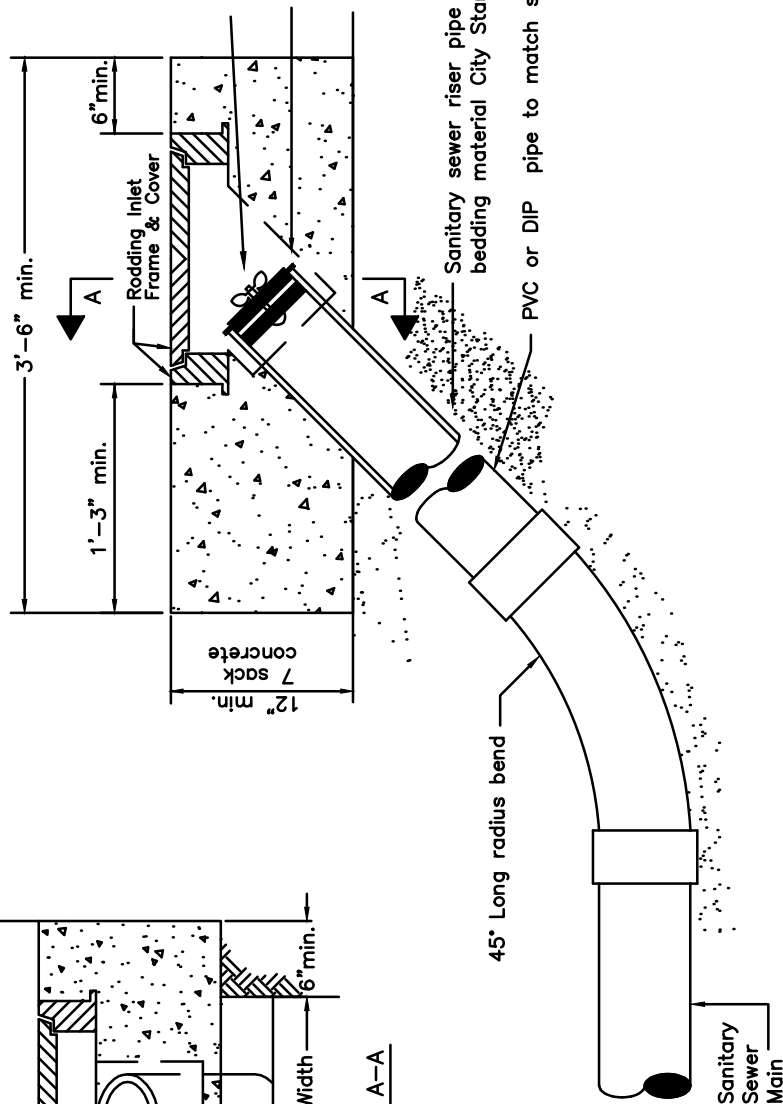 3'-6" min.
6"min.
Rodding Inlet
Frame & Cover
A
A
1'-3" min.
12" min.
7 sack
concrete
Sanitary sewer riser pipe
bedding material City
PVC or DIP pipe to match
45° Long radius bend
6"min.
Width
A-A
Sanitary
Sewer
Main